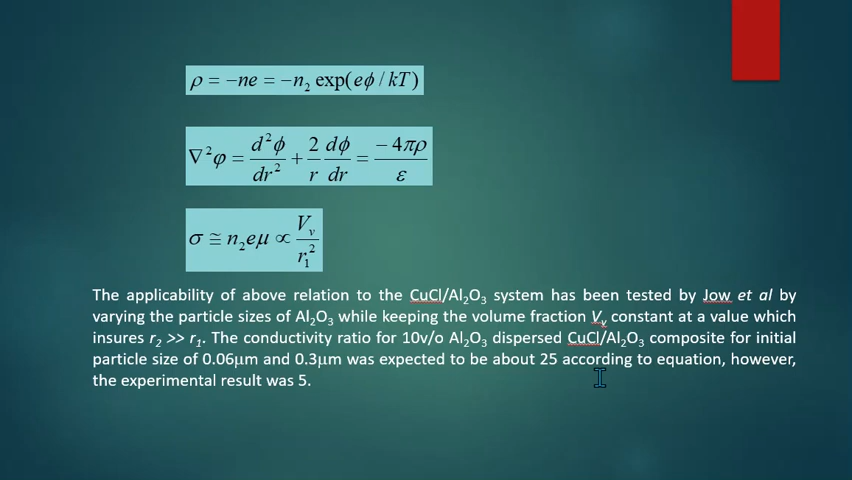 ρ = −ne = −n₂ exp(eϕ / kT)
∇²φ = d²ϕ/dr² + 2/r dϕ/dr = −4πρ/ε
σ ≅ n₂eμ ∝ Vᵥ/r₁²
The applicability of above relation to the CuCl/Al₂O₃ system has been tested by Jow et al by
varying the particle sizes of Al₂O₃ while keeping the volume fraction Vᵥ constant at a value which
insures r₂ >> r₁. The conductivity ratio for 10v/o Al₂O₃ dispersed CuCl/Al₂O₃ composite for initial
particle size of 0.06μm and 0.3μm was expected to be about 25 according to equation, however,
the experimental result was 5.